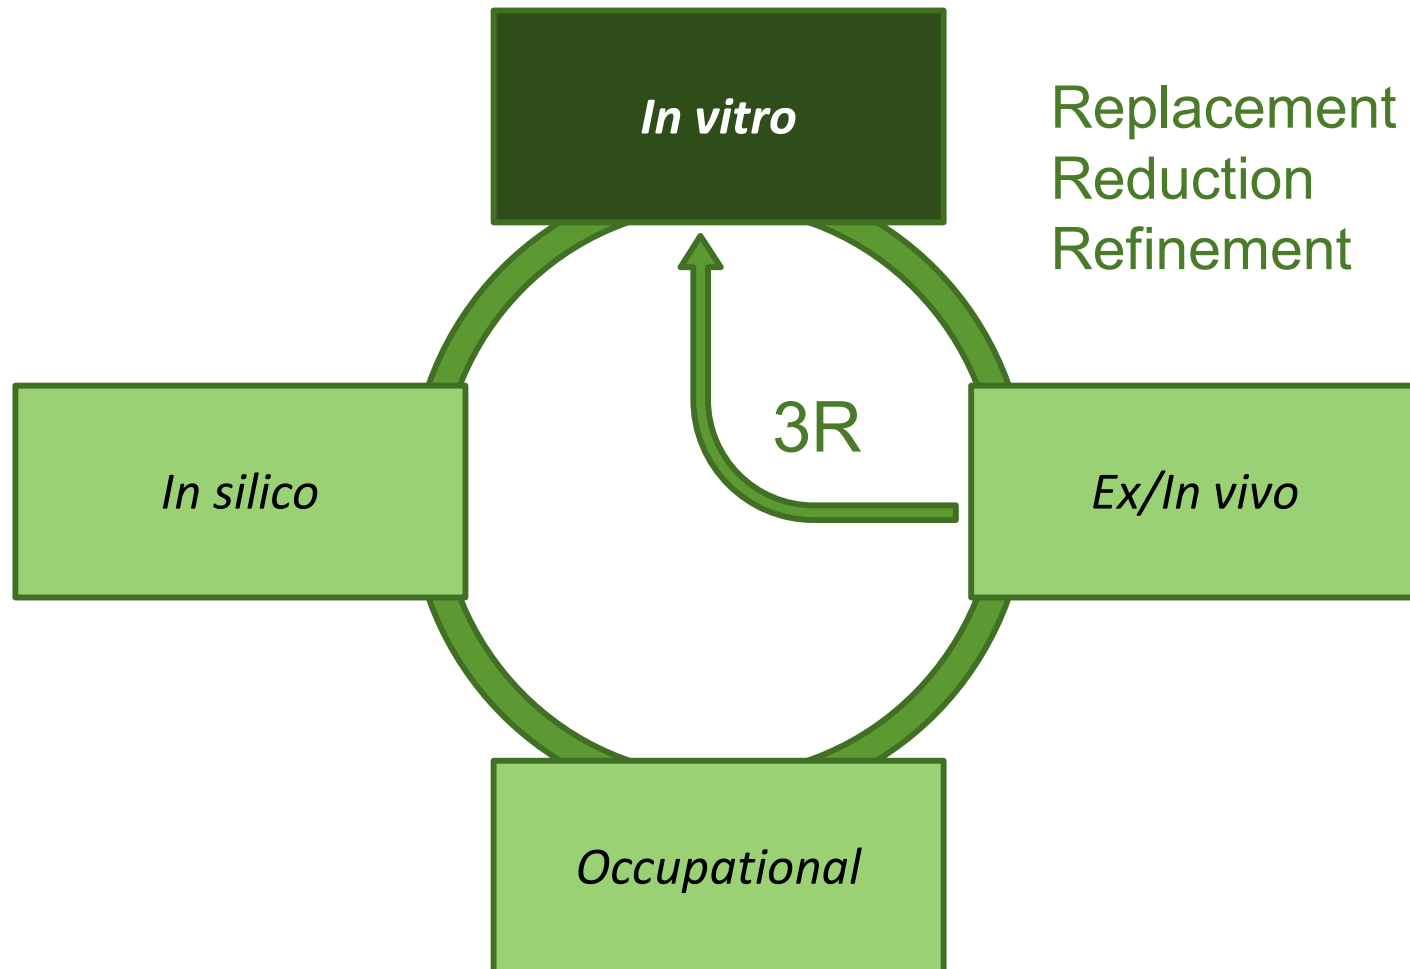 In vitro
Replacement
Reduction
Refinement
3R
In silico
Ex/In vivo
Occupational